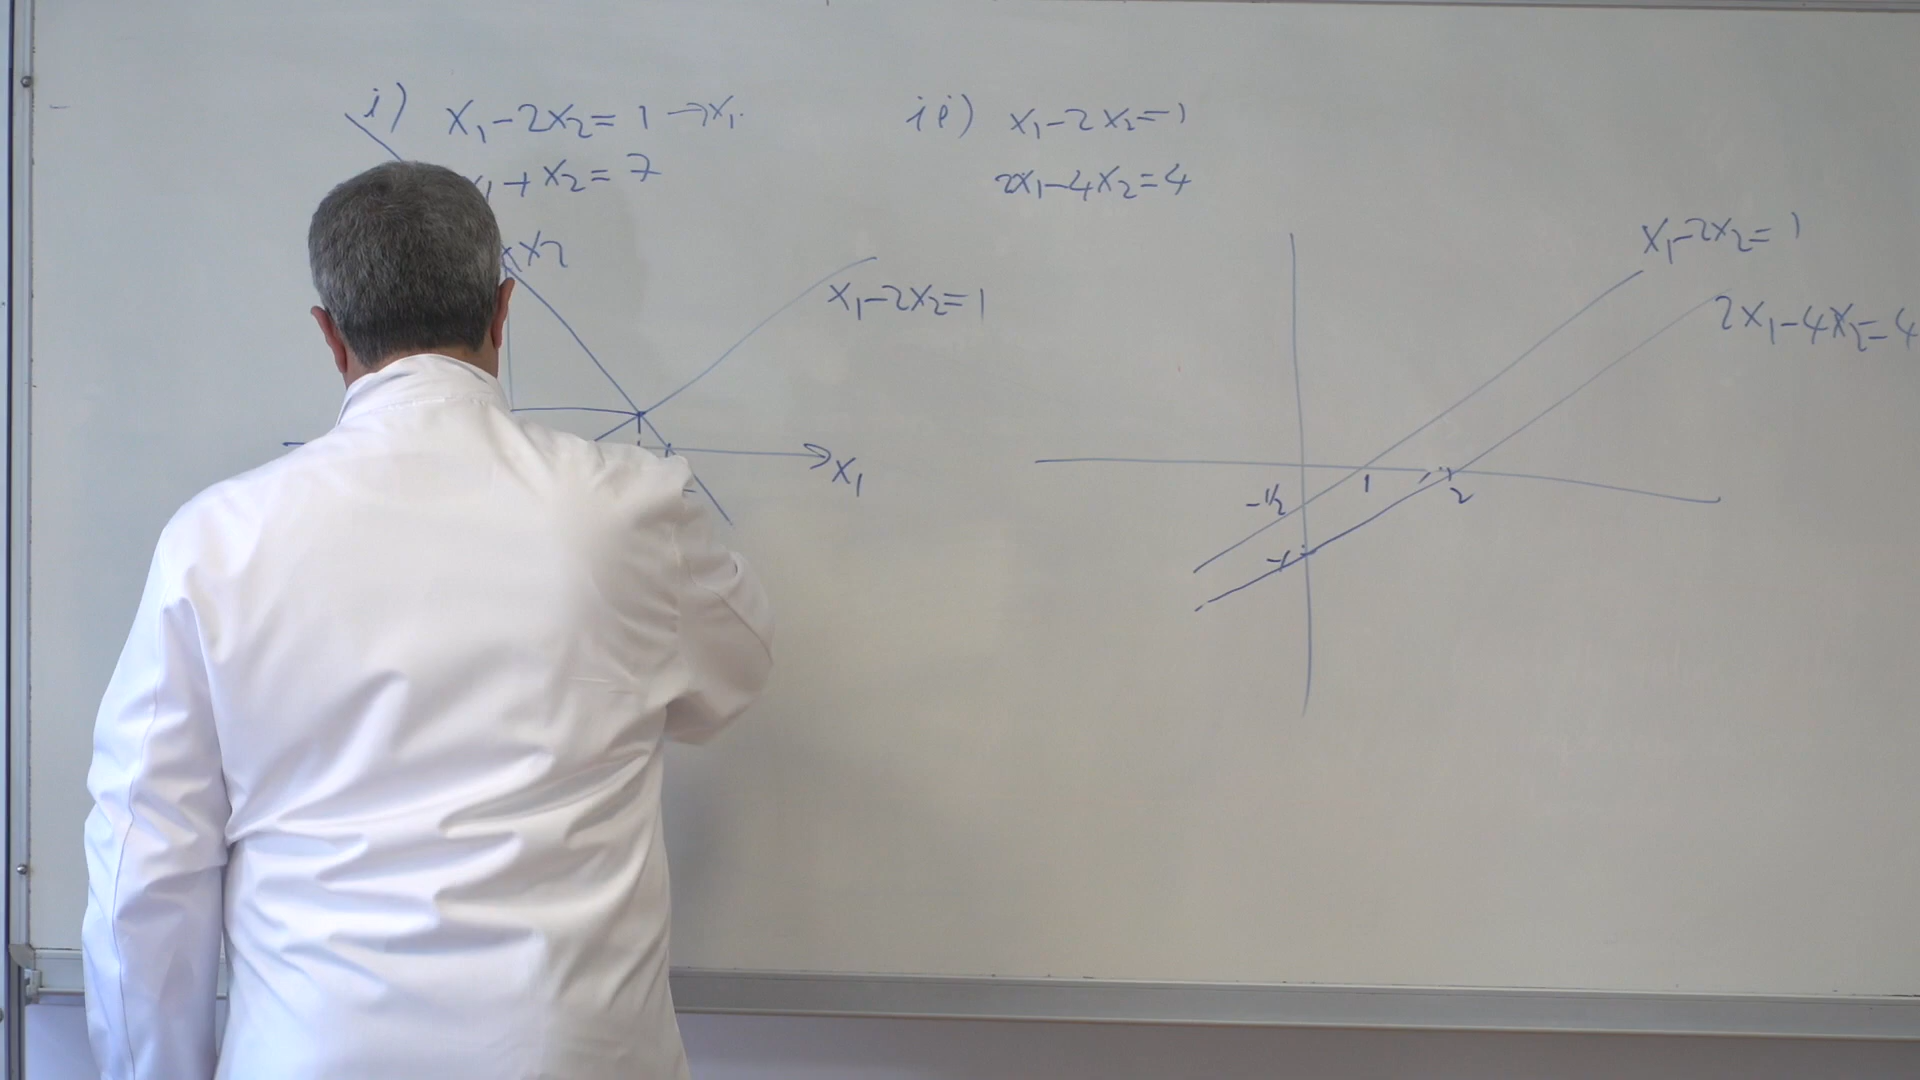 i) x₁-2x₂=1 →x₁.
x₁+x₂=7
x₂
x₁-2x₂=1
x₁
ii) x₁-2x₂=1
2x₁-4x₂=4
x₁-2x₂=1
2x₁-4x₂=4
-1/2
1
2